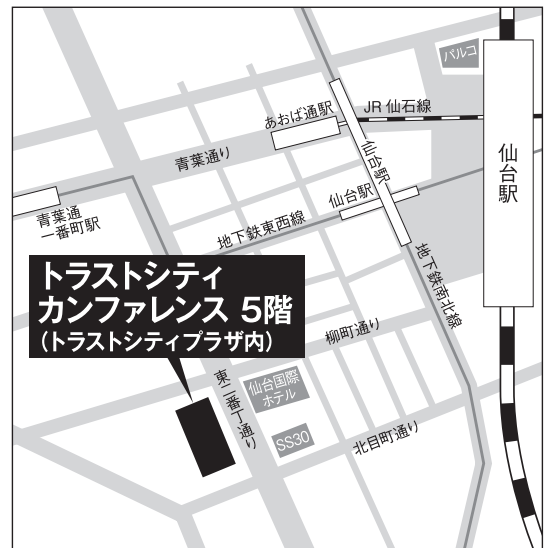 パルコ
JR 仙石線
あおば通駅
仙台駅
青葉通り
仙台駅
仙台駅
青葉通
一番町駅
地下鉄東西線
地下鉄南北線
トラストシティ
カンファレンス 5階
(トラストシティプラザ内)
柳町通り
東二番丁通り
仙台国際
ホテル
SS30
北目町通り